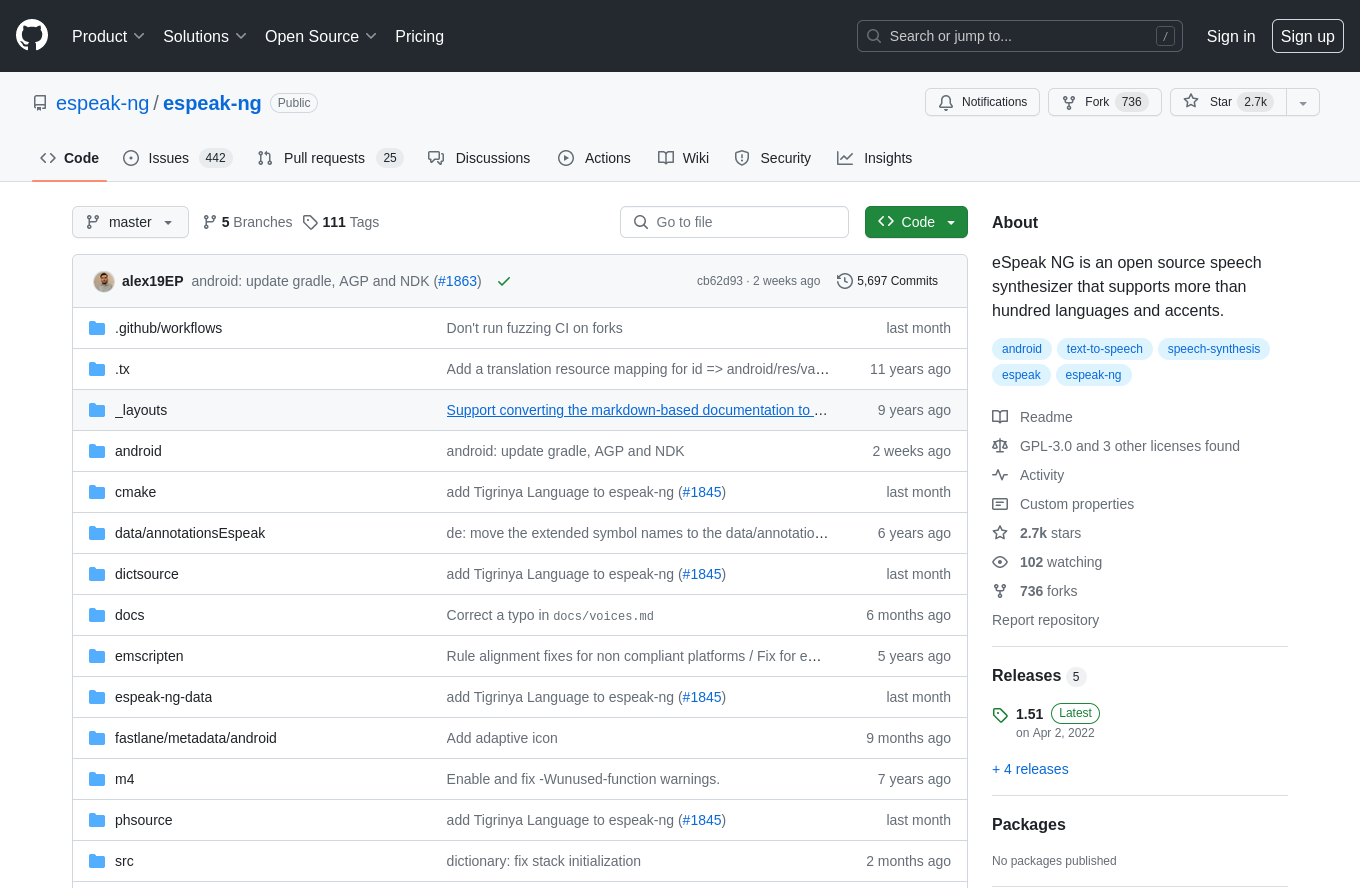 Product Solutions Open Source Pricing Search or jump to... / Sign in Sign up
espeak-ng / espeak-ng Public Notifications Fork 736 Star 2.7k
Code Issues 442 Pull requests 25 Discussions Actions Projects Wiki Security Insights
master 5 Branches 111 Tags Go to file Code
alex19EP android: update gradle, AGP and NDK (#1863) cb62d93 · 2 weeks ago 5,697 Commits
.github/workflows Don't run fuzzing CI on forks last month
.tx Add a translation resource mapping for id => android/res/va… 11 years ago
_layouts Support converting the markdown-based documentation to … 9 years ago
android android: update gradle, AGP and NDK 2 weeks ago
cmake add Tigrinya Language to espeak-ng (#1845) last month
data/annotationsEspeak de: move the extended symbol names to the data/annotatio… 6 years ago
dictsource add Tigrinya Language to espeak-ng (#1845) last month
docs Correct a typo in docs/voices.md 6 months ago
emscripten Rule alignment fixes for non compliant platforms / Fix for e… 5 years ago
espeak-ng-data add Tigrinya Language to espeak-ng (#1845) last month
fastlane/metadata/android Add adaptive icon 9 months ago
m4 Enable and fix -Wunused-function warnings. 7 years ago
phsource add Tigrinya Language to espeak-ng (#1845) last month
src dictionary: fix stack initialization 2 months ago
About
eSpeak NG is an open source speech
synthesizer that supports more than
hundred languages and accents.
android text-to-speech speech-synthesis
espeak espeak-ng
Readme
GPL-3.0 and 3 other licenses found
Activity
Custom properties
2.7k stars
102 watching
736 forks
Report repository
Releases 5
1.51 Latest
on Apr 2, 2022
+ 4 releases
Packages
No packages published